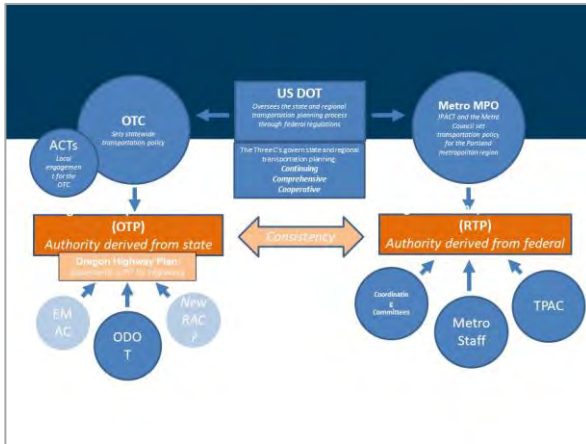 US DOT
Oversees the state and regional
transportation planning process
through federal regulations
OTC
Sets statewide
transportation policy
Metro MPO
JPACT and the Metro
Council set
transportation policy
for the Portland
metropolitan region
ACTs
Local
engagemen
t for the
OTC
The Three C's govern state and regional
transportation planning:
Continuing
Comprehensive
Cooperative
(OTP)
Authority derived from state
Consistency
(RTP)
Authority derived from federal
Oregon Highway Plan
EM
AC
ODO
T
New
RAC
?
Coordinatin
g
Committees
Metro
Staff
TPAC